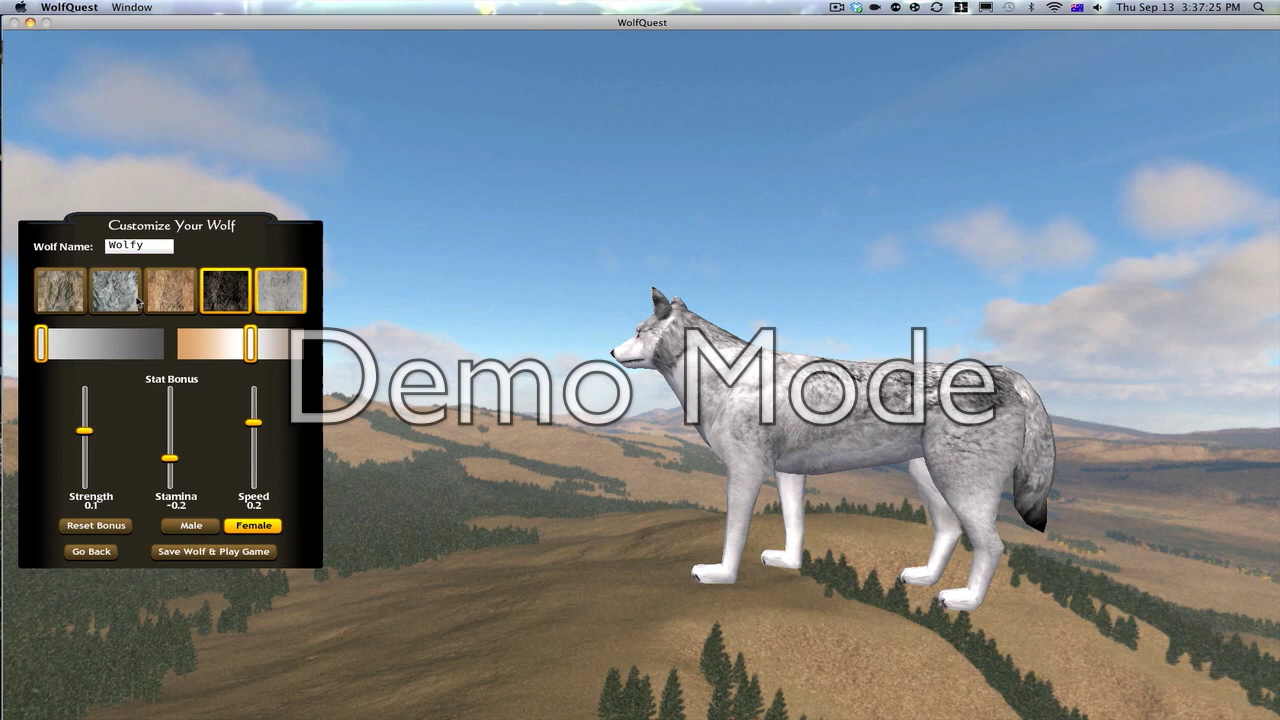 WolfQuest Window
Thu Sep 13 3:37:25 PM
WolfQuest
Customize Your Wolf
Wolf Name: Wolfy
Demo Mode
Stat Bonus
Strength Stamina Speed
0.1 -0.2 0.2
Reset Bonus Male Female
Go Back Save Wolf & Play Game